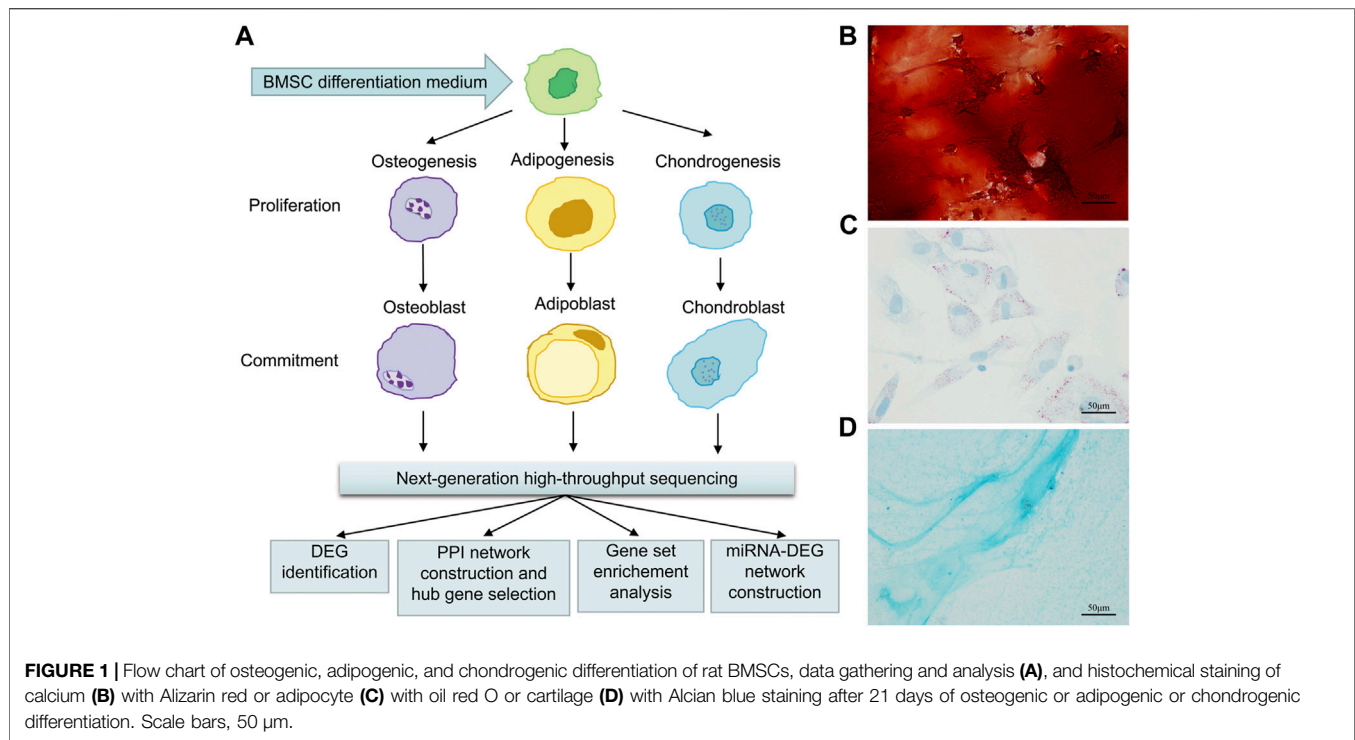 A
BMSC differentiation medium
Osteogenesis
Adipogenesis
Chondrogenesis
Proliferation
Osteoblast
Adipoblast
Chondroblast
Commitment
Next-generation high-throughput sequencing
DEG
identification
PPI network
construction and
hub gene selection
Gene set
enrichement
analysis
miRNA-DEG
network
construction
B
50μm
C
50μm
D
50μm
FIGURE 1 | Flow chart of osteogenic, adipogenic, and chondrogenic differentiation of rat BMSCs, data gathering and analysis (A), and histochemical staining of
calcium (B) with Alizarin red or adipocyte (C) with oil red O or cartilage (D) with Alcian blue staining after 21 days of osteogenic or adipogenic or chondrogenic
differentiation. Scale bars, 50 μm.